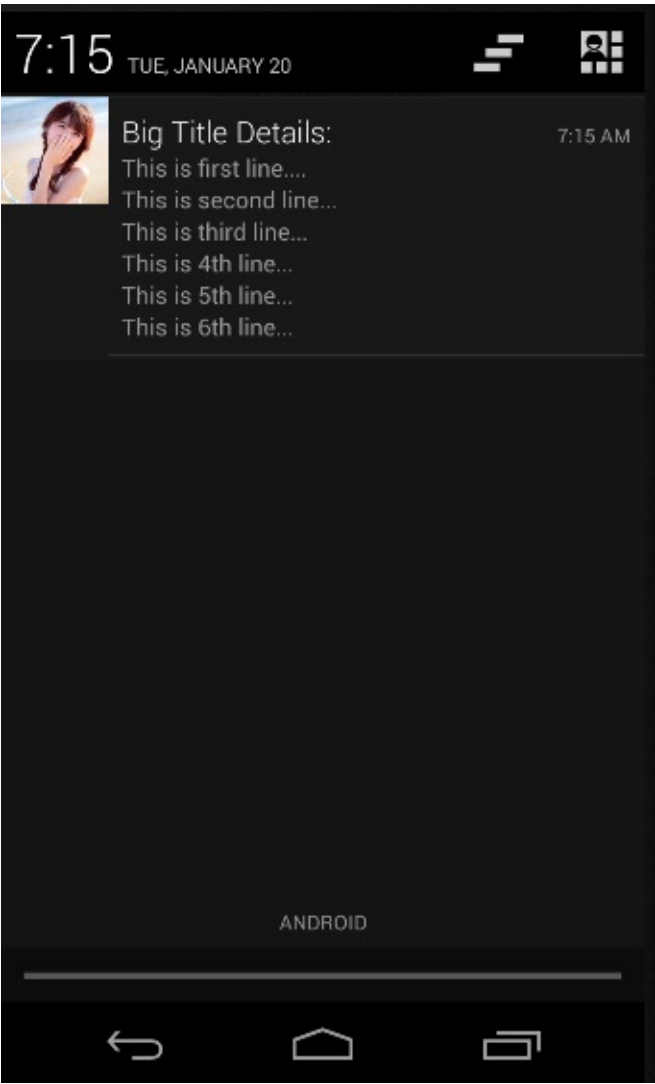 7:15 TUE, JANUARY 20
Big Title Details: 7:15 AM
This is first line....
This is second line...
This is third line...
This is 4th line...
This is 5th line...
This is 6th line...
ANDROID